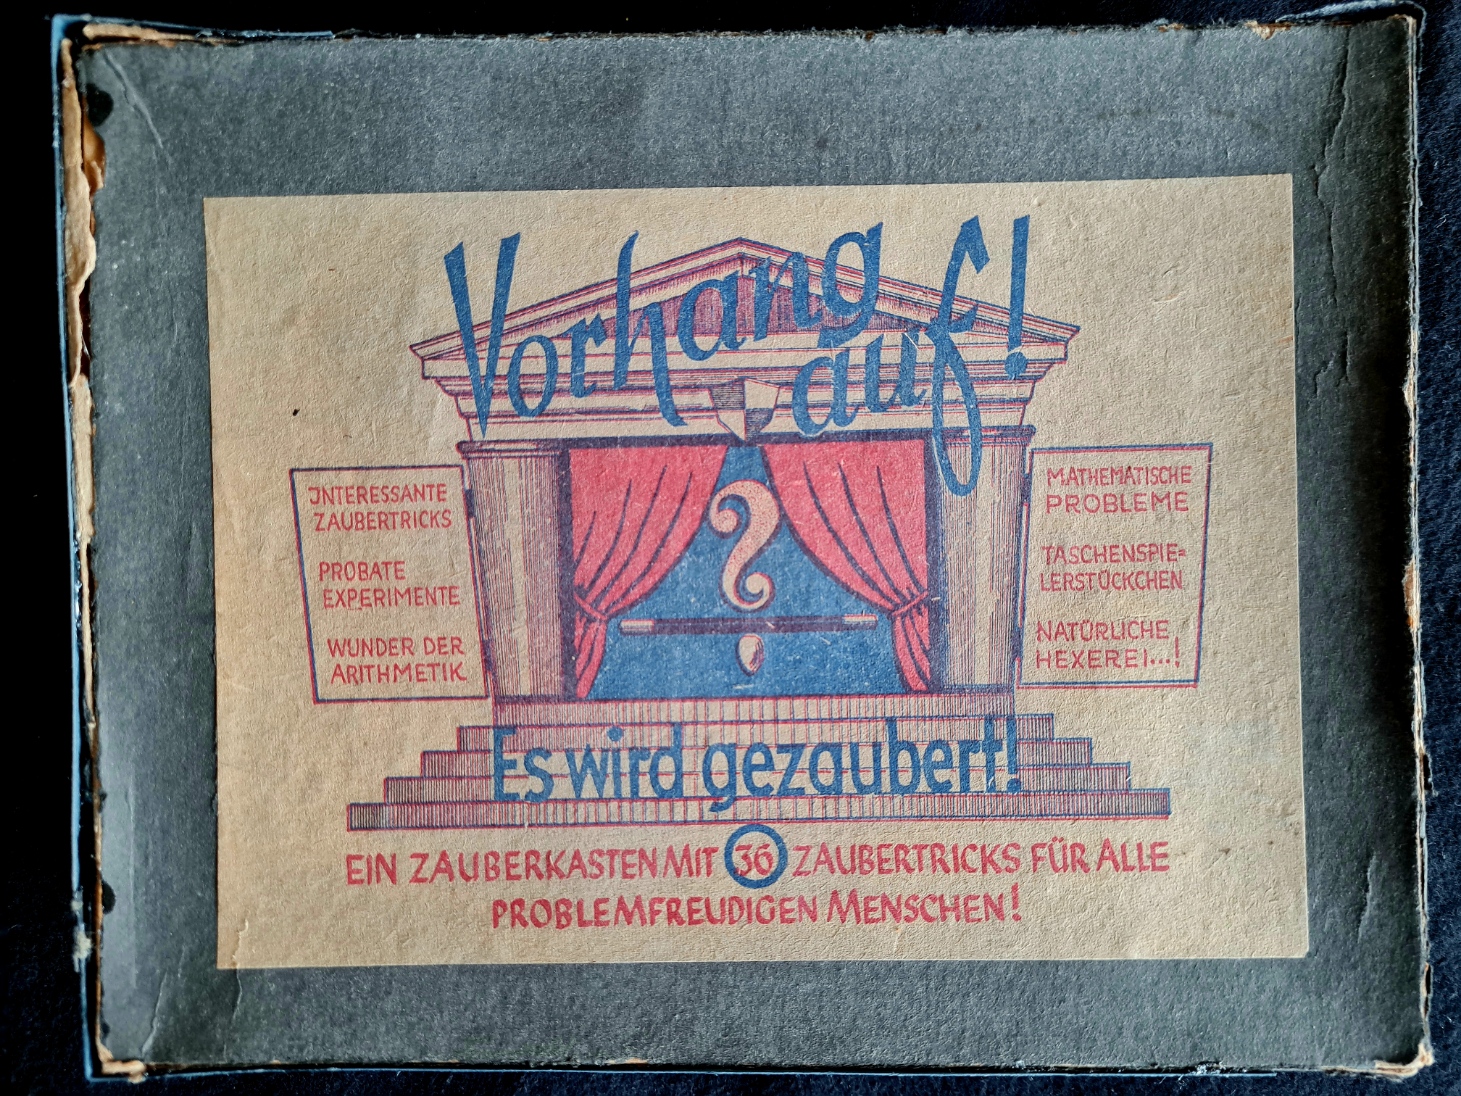 Vorhang
auf!
JNTERESSANTE
ZAUBERTRICKS
PROBATE
EXPERIMENTE
WUNDER DER
ARITHMETIK
MATHEMATISCHE
PROBLEME
TASCHENSPIE=
LERSTÜCKCHEN
NATÜRLICHE
HEXEREI...!
Es wird gezaubert!
EIN ZAUBERKASTEN MIT 36 ZAUBERTRICKS FÜR ALLE
PROBLEMFREUDIGEN MENSCHEN!